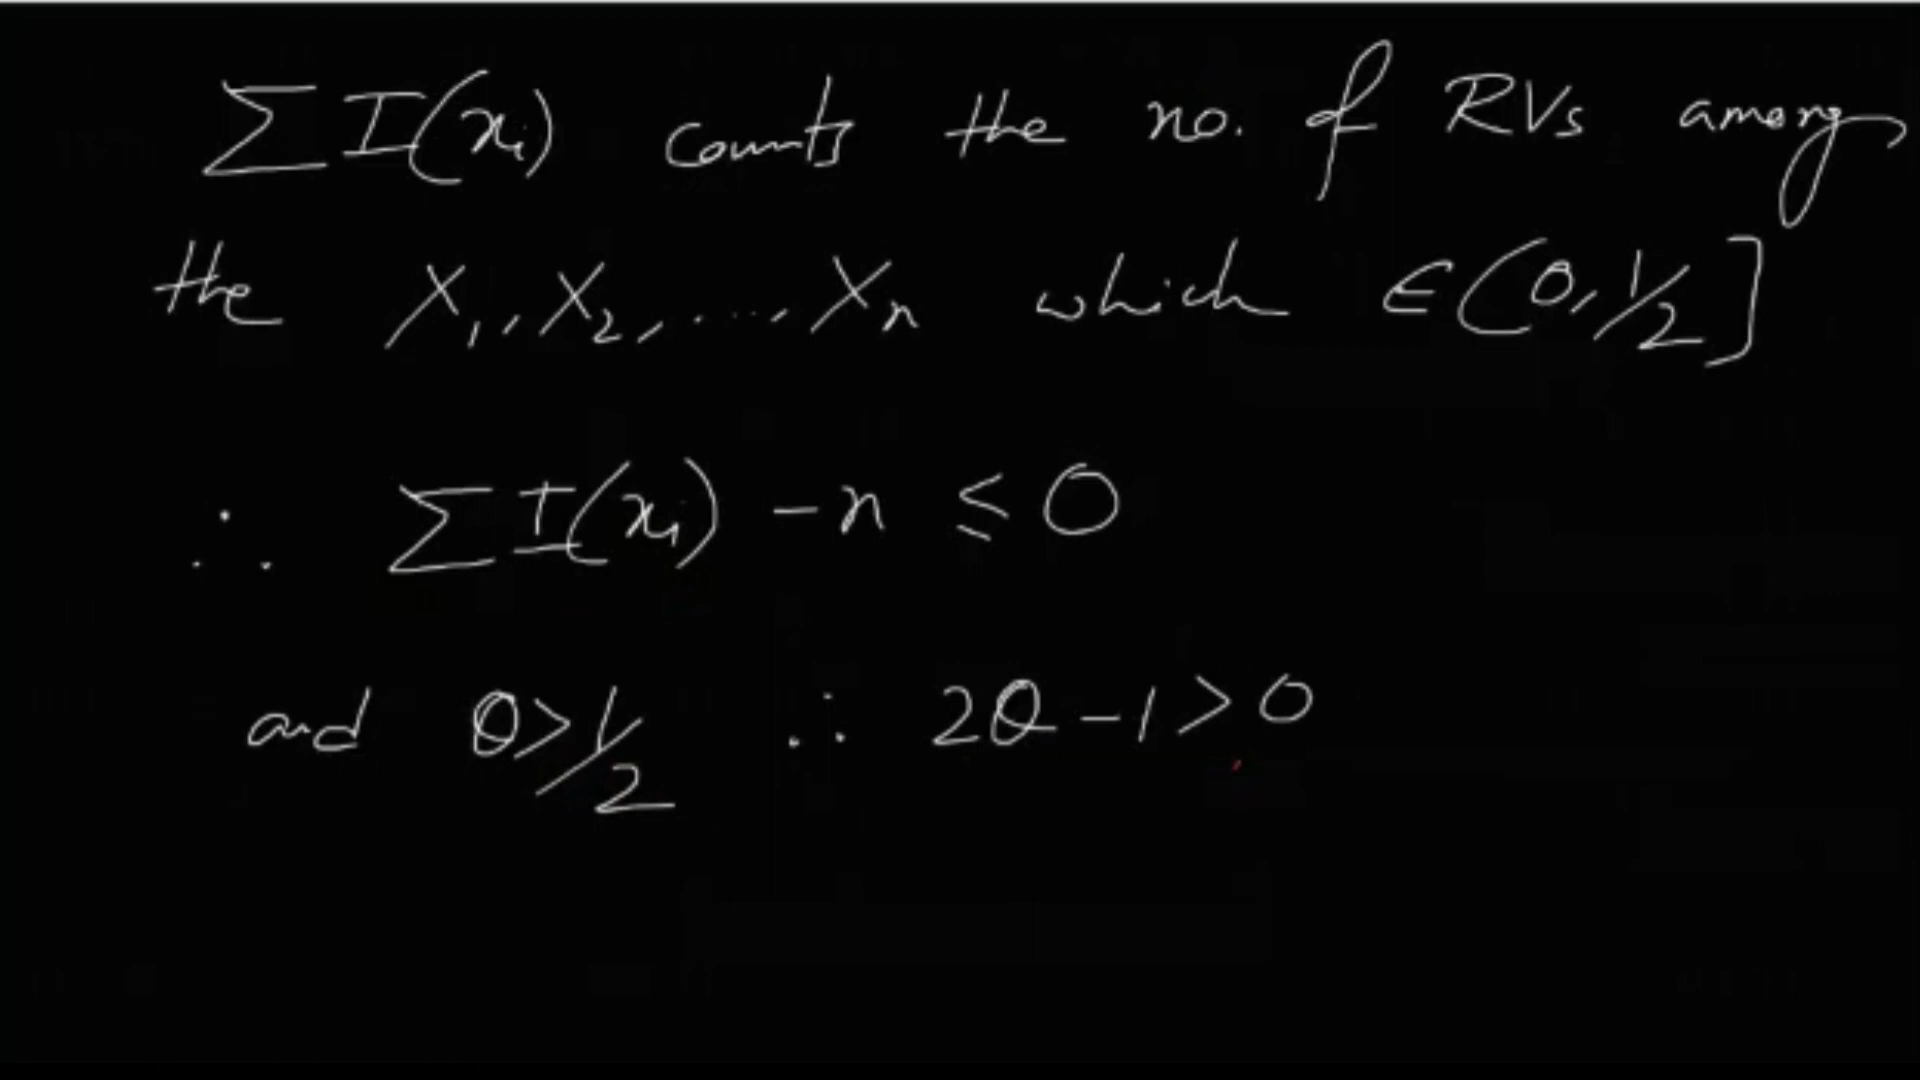 ∑I(xᵢ) counts the no. of RVs among
the X₁, X₂, ...., Xₙ which ∈ (0, 1/2]
∴ ∑I(xᵢ) - n ≤ 0
and θ > 1/2 ∴ 2θ - 1 > 0